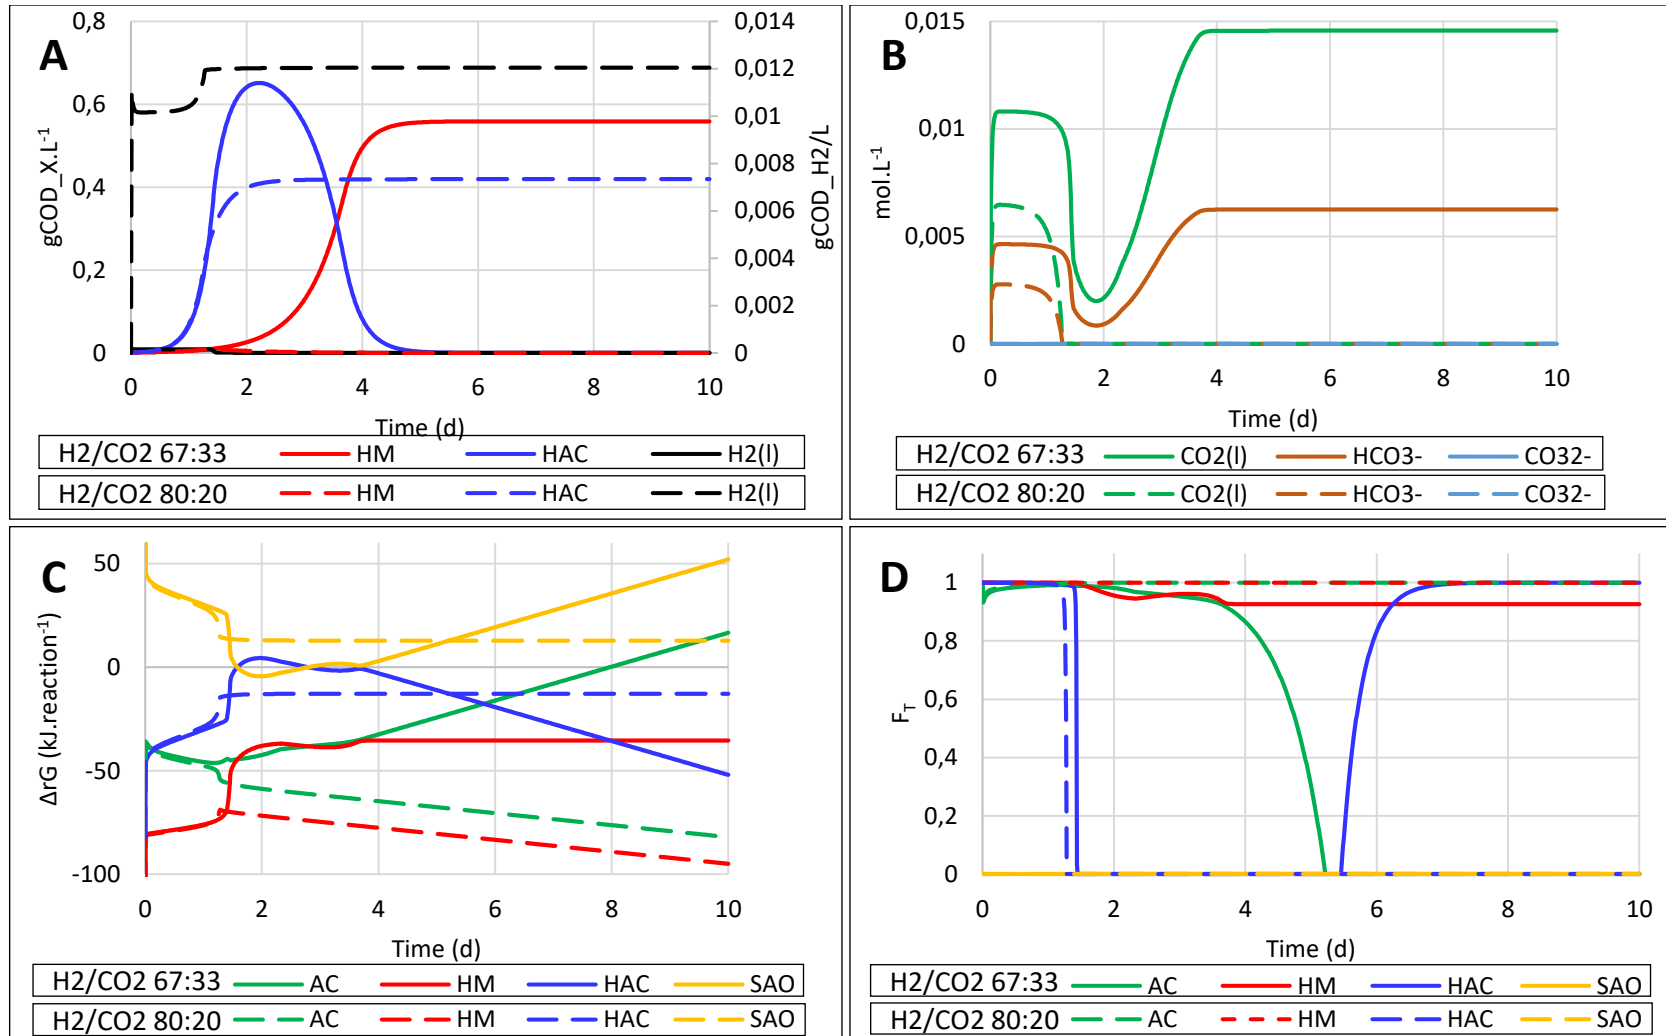 A
gCOD_X.L-1
0,8
0,6
0,4
0,2
0
0,014
0,012
0,01
0,008
0,006
0,004
0,002
0
gCOD_H2/L
0 2 4 6 8 10
Time (d)
H2/CO2 67:33 HM HAC H2(l)
H2/CO2 80:20 HM HAC H2(l)
B
mol.L-1
0,015
0,01
0,005
0
0 2 4 6 8 10
Time (d)
H2/CO2 67:33 CO2(l) HCO3- CO32-
H2/CO2 80:20 CO2(l) HCO3- CO32-
C
ΔrG (kJ.reaction-1)
50
0
-50
-100
0 2 4 6 8 10
Time (d)
H2/CO2 67:33 AC HM HAC SAO
H2/CO2 80:20 AC HM HAC SAO
D
FT
1
0,8
0,6
0,4
0,2
0
0 2 4 6 8 10
Time (d)
H2/CO2 67:33 AC HM HAC SAO
H2/CO2 80:20 AC HM HAC SAO